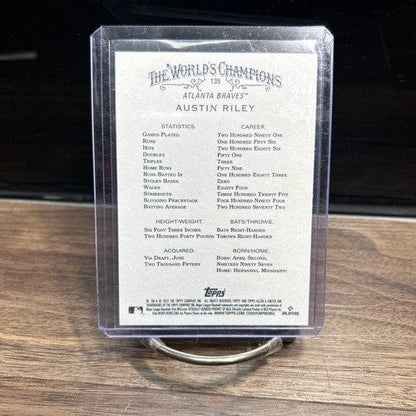 THE WORLD'S CHAMPIONS
135
ATLANTA BRAVES™
AUSTIN RILEY
STATISTICS. CAREER.
GAMES PLAYED TWO HUNDRED NINETY ONE
RUNS ONE HUNDRED FIFTY SIX
HITS TWO HUNDRED EIGHTY SIX
DOUBLES FIFTY ONE
TRIPLES THREE
HOME RUNS FIFTY NINE
RUNS BATTED IN ONE HUNDRED EIGHTY THREE
STOLEN BASES ZERO
WALKS EIGHTY FOUR
STRIKEOUTS THREE HUNDRED TWENTY FIVE
SLUGGING PERCENTAGE FOUR HUNDRED NINETY FOUR
BATTING AVERAGE TWO HUNDRED SEVENTY TWO
HEIGHT/WEIGHT. BATS/THROWS.
SIX FOOT THREE INCHES BATS RIGHT-HANDED
TWO HUNDRED FORTY POUNDS THROWS RIGHT-HANDED
ACQUIRED. BORN/HOME.
VIA DRAFT, JUNE BORN: APRIL SECOND,
TWO THOUSAND FIFTEEN NINETEEN NINETY SEVEN
HOME: HERNANDO, MISSISSIPPI
TOPPS